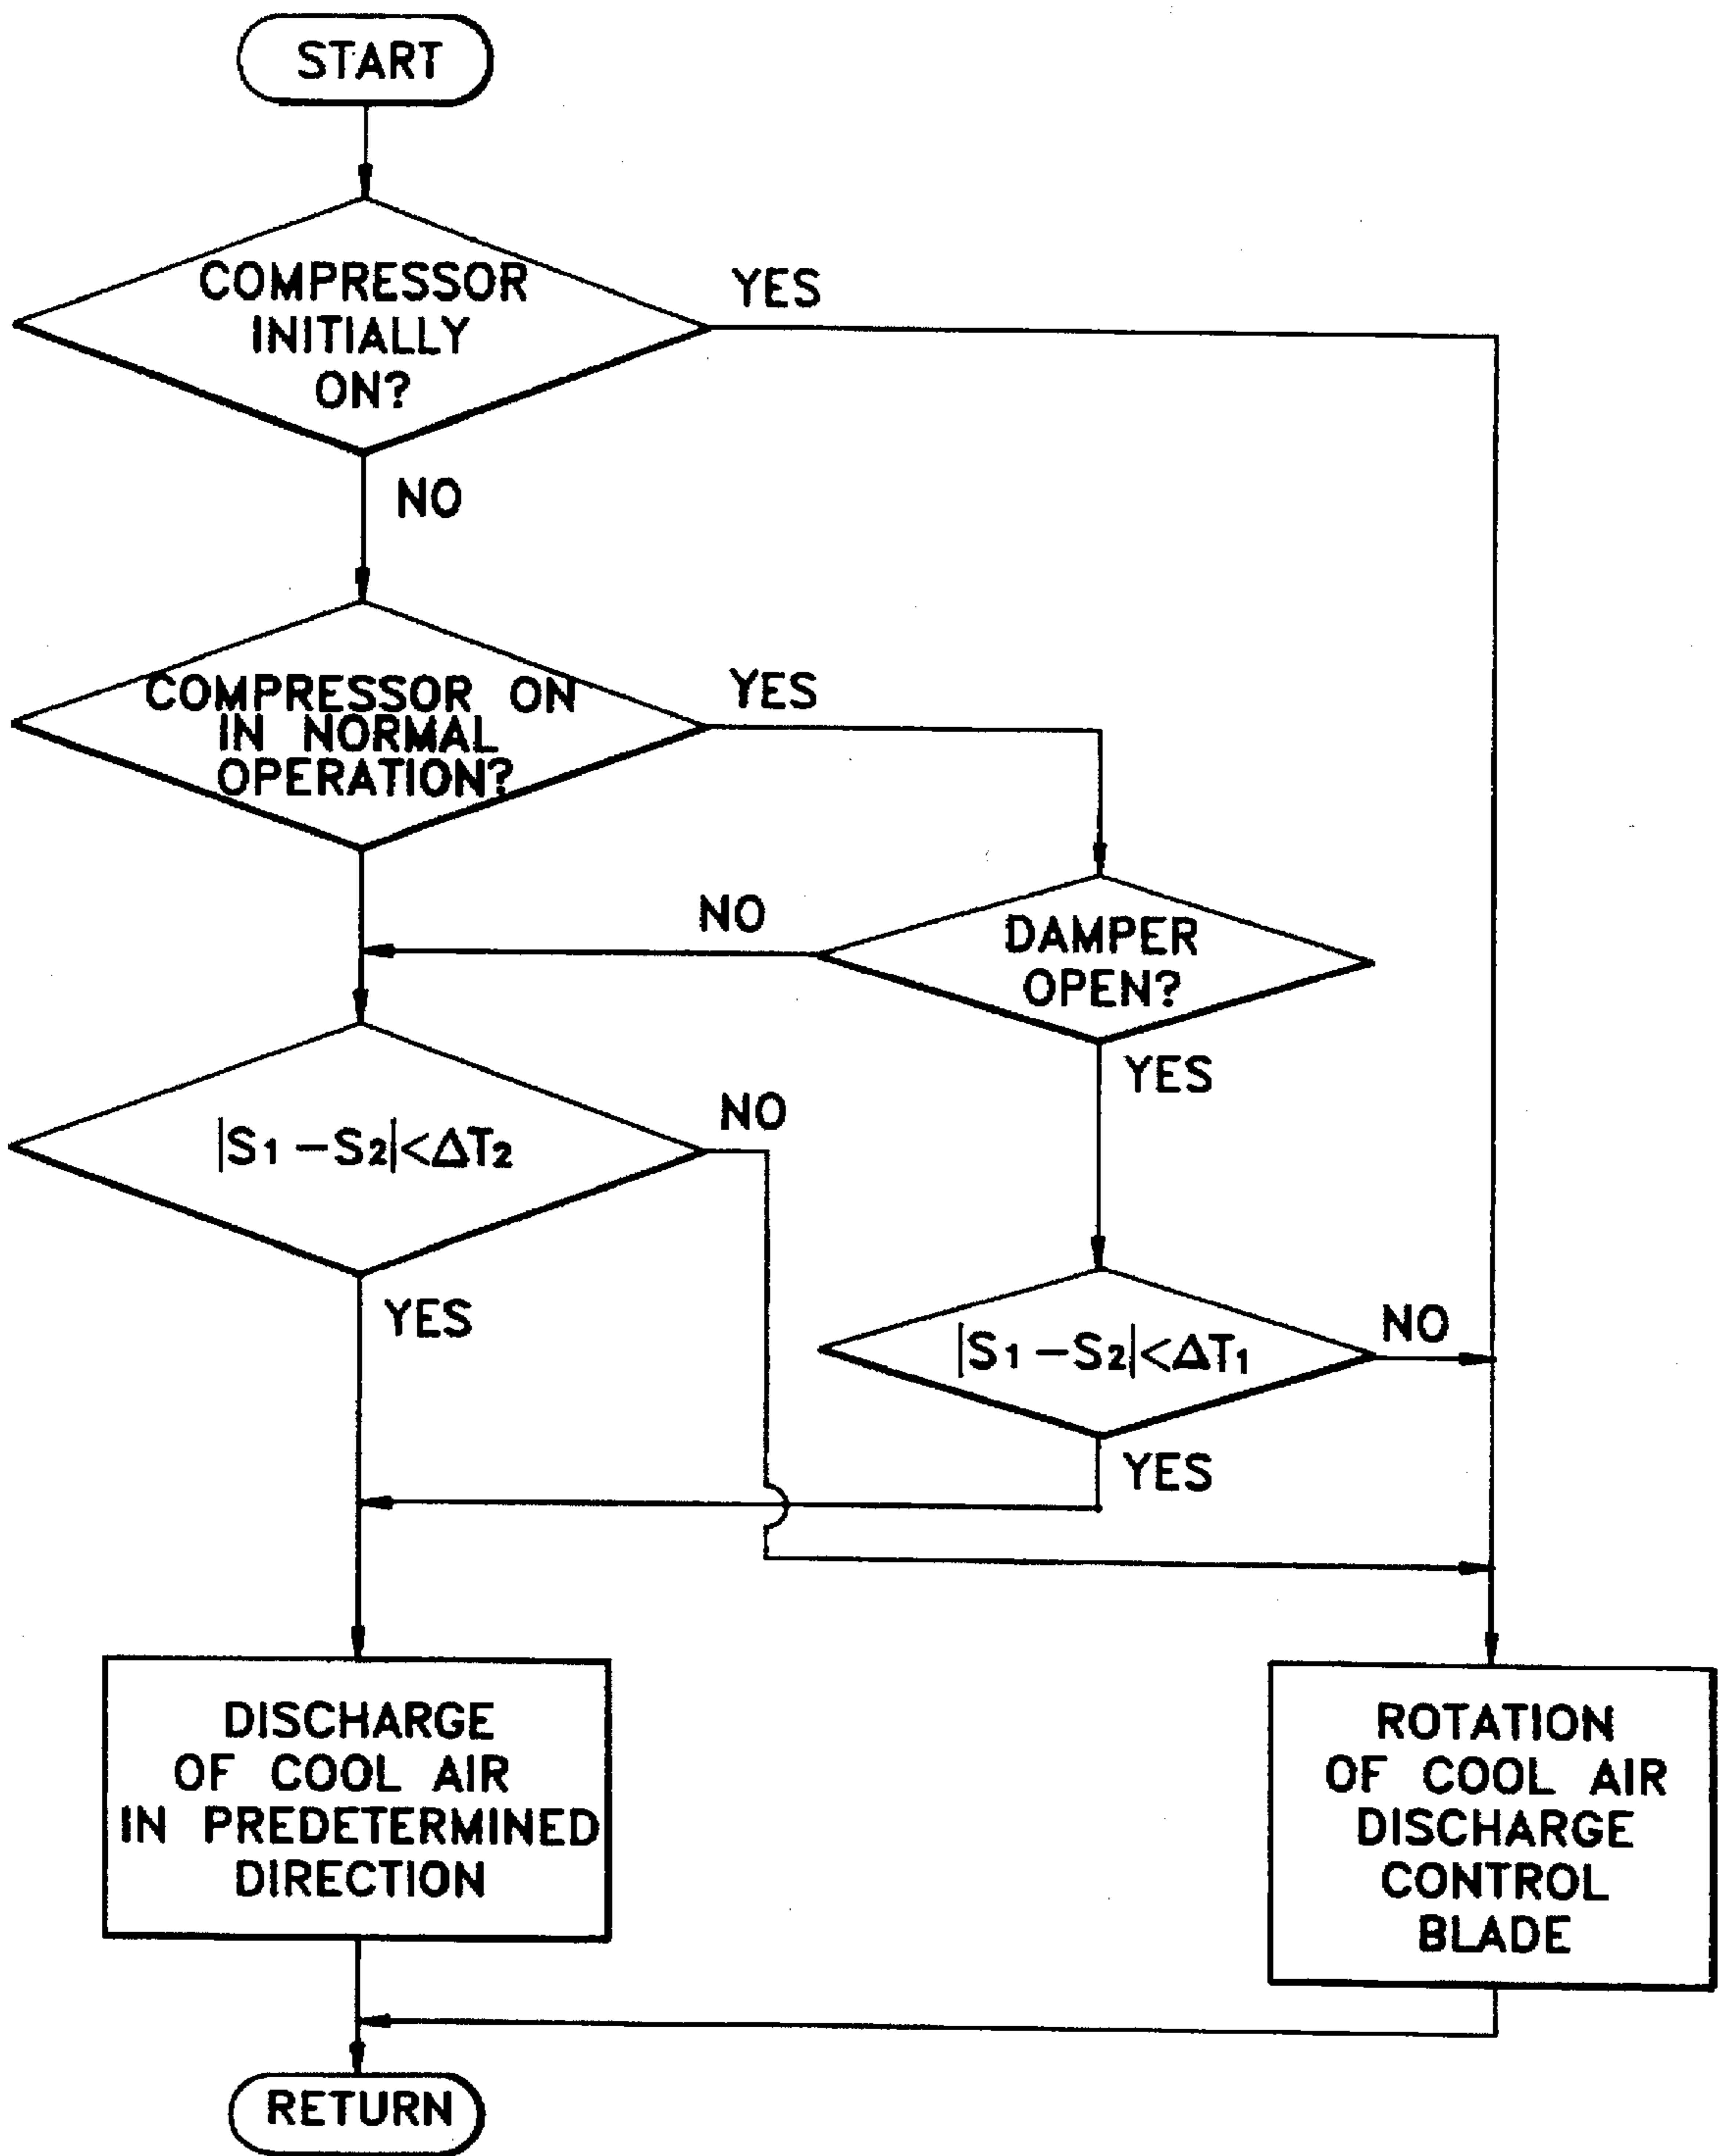 START
COMPRESSOR
INITIALLY
ON?
YES
NO
COMPRESSOR ON
IN NORMAL
OPERATION?
YES
DAMPER
OPEN?
NO
YES
|S1 −S2|<ΔT2
NO
YES
|S1 −S2|<ΔT1
NO
YES
DISCHARGE
OF COOL AIR
IN PREDETERMINED
DIRECTION
ROTATION
OF COOL AIR
DISCHARGE
CONTROL
BLADE
RETURN